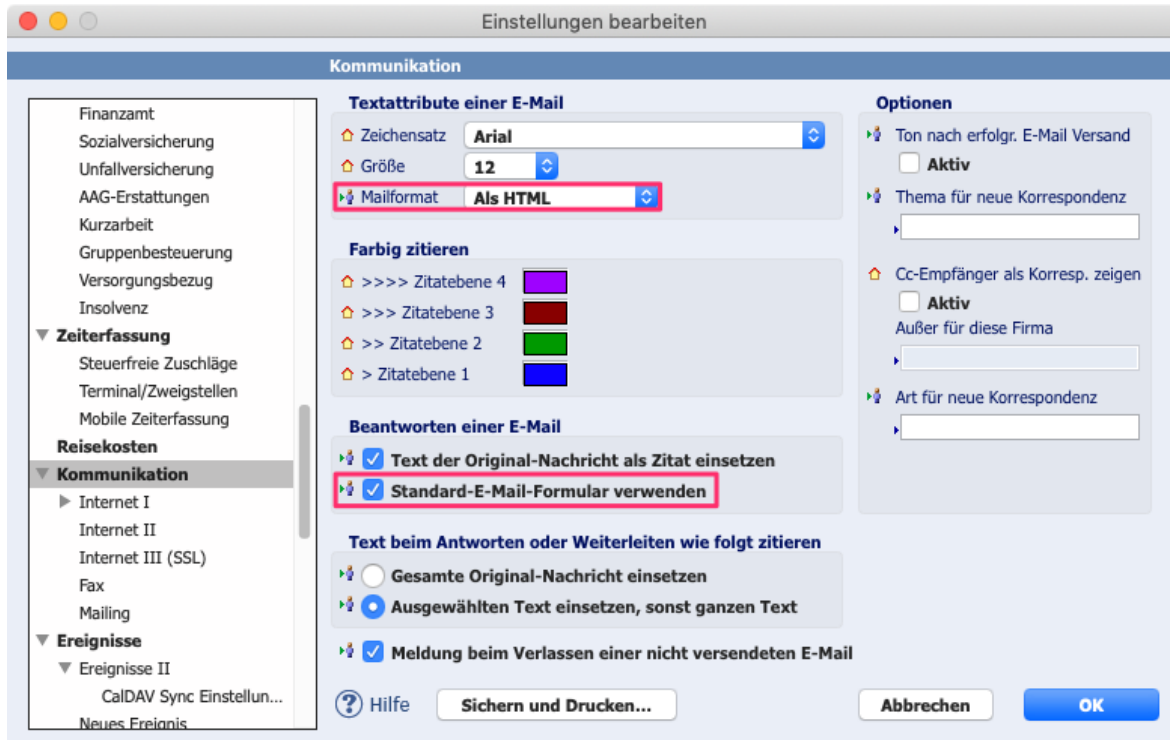 Einstellungen bearbeiten
Kommunikation
Finanzamt
Sozialversicherung
Unfallversicherung
AAG-Erstattungen
Kurzarbeit
Gruppenbesteuerung
Versorgungsbezug
Insolvenz
Zeiterfassung
Steuerfreie Zuschläge
Terminal/Zweigstellen
Mobile Zeiterfassung
Reisekosten
Kommunikation
Internet I
Internet II
Internet III (SSL)
Fax
Mailing
Ereignisse
Ereignisse II
CalDAV Sync Einstellun...
Neues Ereignis
Textattribute einer E-Mail
Zeichensatz Arial
Größe 12
Mailformat Als HTML
Farbig zitieren
>>>> Zitatebene 4
>>> Zitatebene 3
>> Zitatebene 2
> Zitatebene 1
Beantworten einer E-Mail
Text der Original-Nachricht als Zitat einsetzen
Standard-E-Mail-Formular verwenden
Text beim Antworten oder Weiterleiten wie folgt zitieren
Gesamte Original-Nachricht einsetzen
Ausgewählten Text einsetzen, sonst ganzen Text
Meldung beim Verlassen einer nicht versendeten E-Mail
Optionen
Ton nach erfolgr. E-Mail Versand
Aktiv
Thema für neue Korrespondenz
Cc-Empfänger als Korresp. zeigen
Aktiv
Außer für diese Firma
Art für neue Korrespondenz
? Hilfe
Sichern und Drucken...
Abbrechen
OK